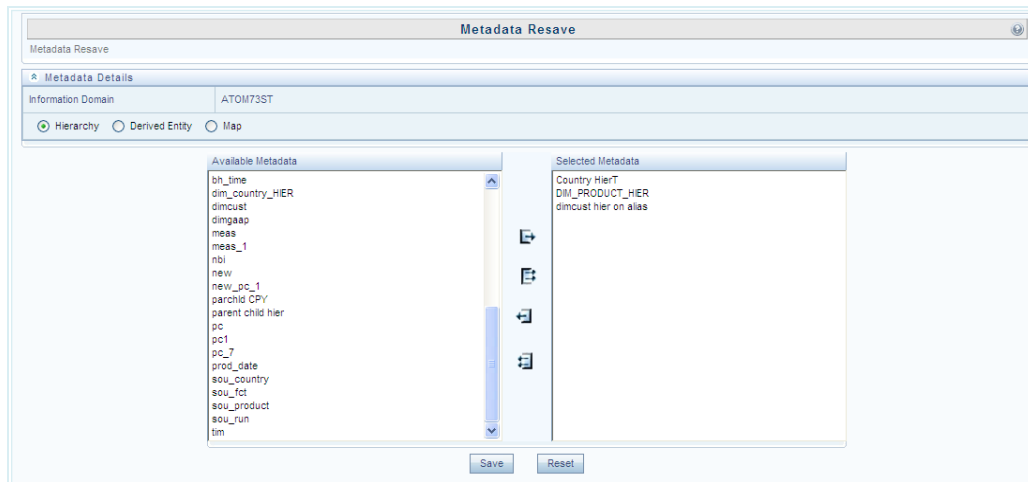 Metadata Resave
Metadata Resave
Metadata Details
Information Domain ATOM73ST
Hierarchy Derived Entity Map
Available Metadata
bh_time
dim_country_HIER
dimcust
dimgaap
meas
meas_1
nbi
new
new_pc_1
parchld CPY
parent child hier
pc
pc1
pc_7
prod_date
sou_country
sou_fct
sou_product
sou_run
tim
Selected Metadata
Country HierT
DIM_PRODUCT_HIER
dimcust hier on alias
Save Reset